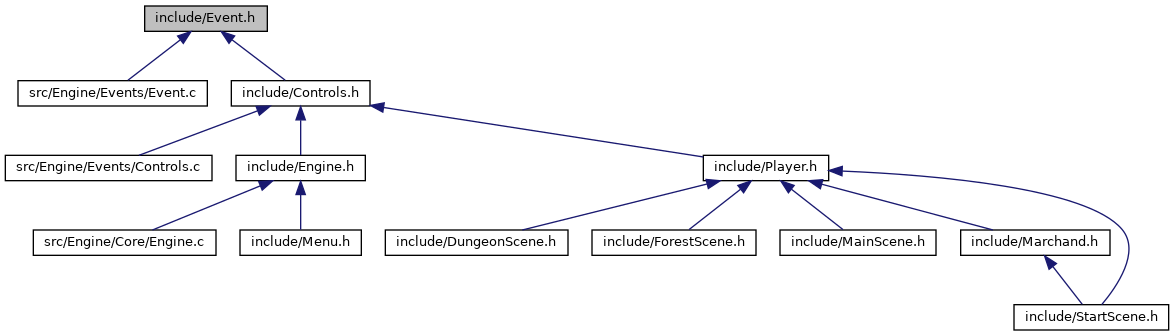 include/Event.h
src/Engine/Events/Event.c
include/Controls.h
src/Engine/Events/Controls.c
include/Engine.h
include/Player.h
src/Engine/Core/Engine.c
include/Menu.h
include/DungeonScene.h
include/ForestScene.h
include/MainScene.h
include/Marchand.h
include/StartScene.h